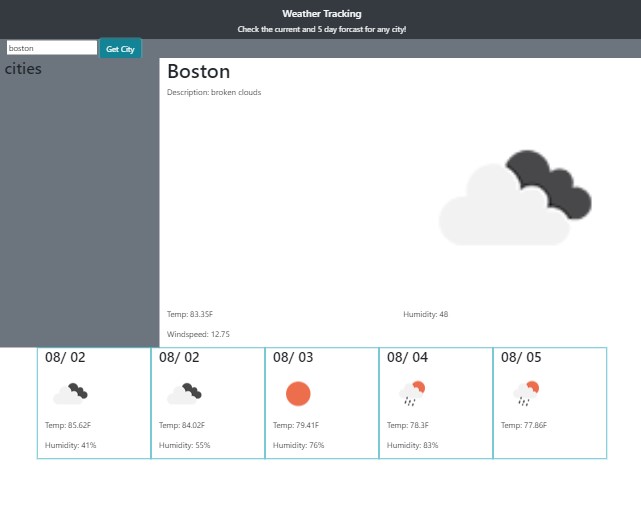 Weather Tracking
Check the current and 5 day forcast for any city!
boston
Get City
cities
Boston
Description: broken clouds
Temp: 83.35F
Humidity: 48
Windspeed: 12.75
08/ 02
08/ 02
08/ 03
08/ 04
08/ 05
Temp: 85.62F
Temp: 84.02F
Temp: 79.41F
Temp: 78.3F
Temp: 77.86F
Humidity: 41%
Humidity: 55%
Humidity: 76%
Humidity: 83%